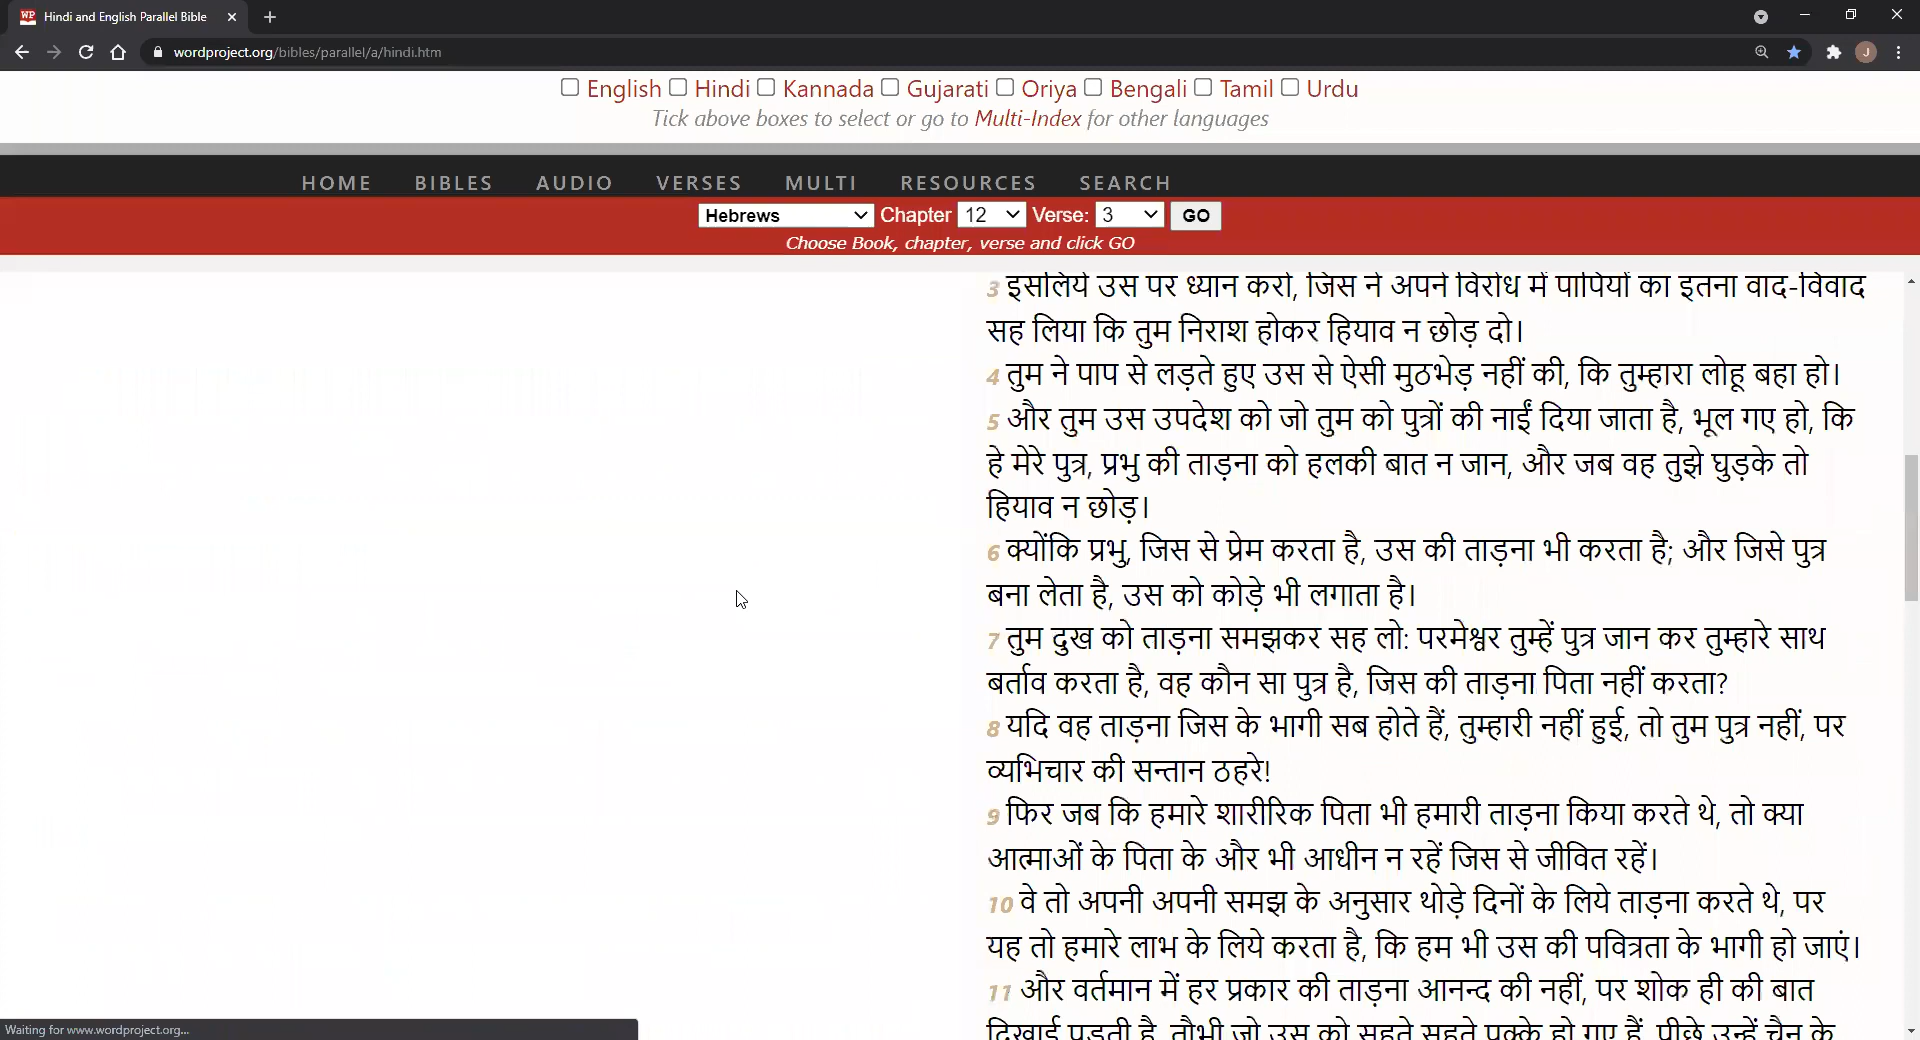 Hindi and English Parallel Bible
wordproject.org/bibles/parallel/a/hindi.htm
J
English Hindi Kannada Gujarati Oriya Bengali Tamil Urdu
Tick above boxes to select or go to Multi-Index for other languages
HOME BIBLES AUDIO VERSES MULTI RESOURCES SEARCH
Hebrews Chapter 12 Verse: 3 GO
Choose Book, chapter, verse and click GO
3 इसलिये उस पर ध्यान करो, जिस ने अपने विरोध में पापियों का इतना वाद-विवाद
सह लिया कि तुम निराश होकर हियाव न छोड़ दो।
4 तुम ने पाप से लड़ते हुए उस से ऐसी मुठभेड़ नहीं की, कि तुम्हारा लोहू बहा हो।
5 और तुम उस उपदेश को जो तुम को पुत्रों की नाईं दिया जाता है, भूल गए हो, कि
हे मेरे पुत्र, प्रभु की ताड़ना को हलकी बात न जान, और जब वह तुझे घुड़के तो
हियाव न छोड़।
6 क्योंकि प्रभु, जिस से प्रेम करता है, उस की ताड़ना भी करता है; और जिसे पुत्र
बना लेता है, उस को कोड़े भी लगाता है।
7 तुम दुख को ताड़ना समझकर सह लो: परमेश्वर तुम्हें पुत्र जान कर तुम्हारे साथ
बर्ताव करता है, वह कौन सा पुत्र है, जिस की ताड़ना पिता नहीं करता?
8 यदि वह ताड़ना जिस के भागी सब होते हैं, तुम्हारी नहीं हुई, तो तुम पुत्र नहीं, पर
व्यभिचार की सन्तान ठहरे!
9 फिर जब कि हमारे शारीरिक पिता भी हमारी ताड़ना किया करते थे, तो क्या
आत्माओं के पिता के और भी आधीन न रहें जिस से जीवित रहें।
10 वे तो अपनी अपनी समझ के अनुसार थोड़े दिनों के लिये ताड़ना करते थे, पर
यह तो हमारे लाभ के लिये करता है, कि हम भी उस की पवित्रता के भागी हो जाएं।
11 और वर्तमान में हर प्रकार की ताड़ना आनन्द की नहीं, पर शोक ही की बात
दिखाई पड़ती है, तौभी जो उस को सहते सहते पक्के हो गए हैं, पीछे उन्हें चैन के
Waiting for www.wordproject.org...